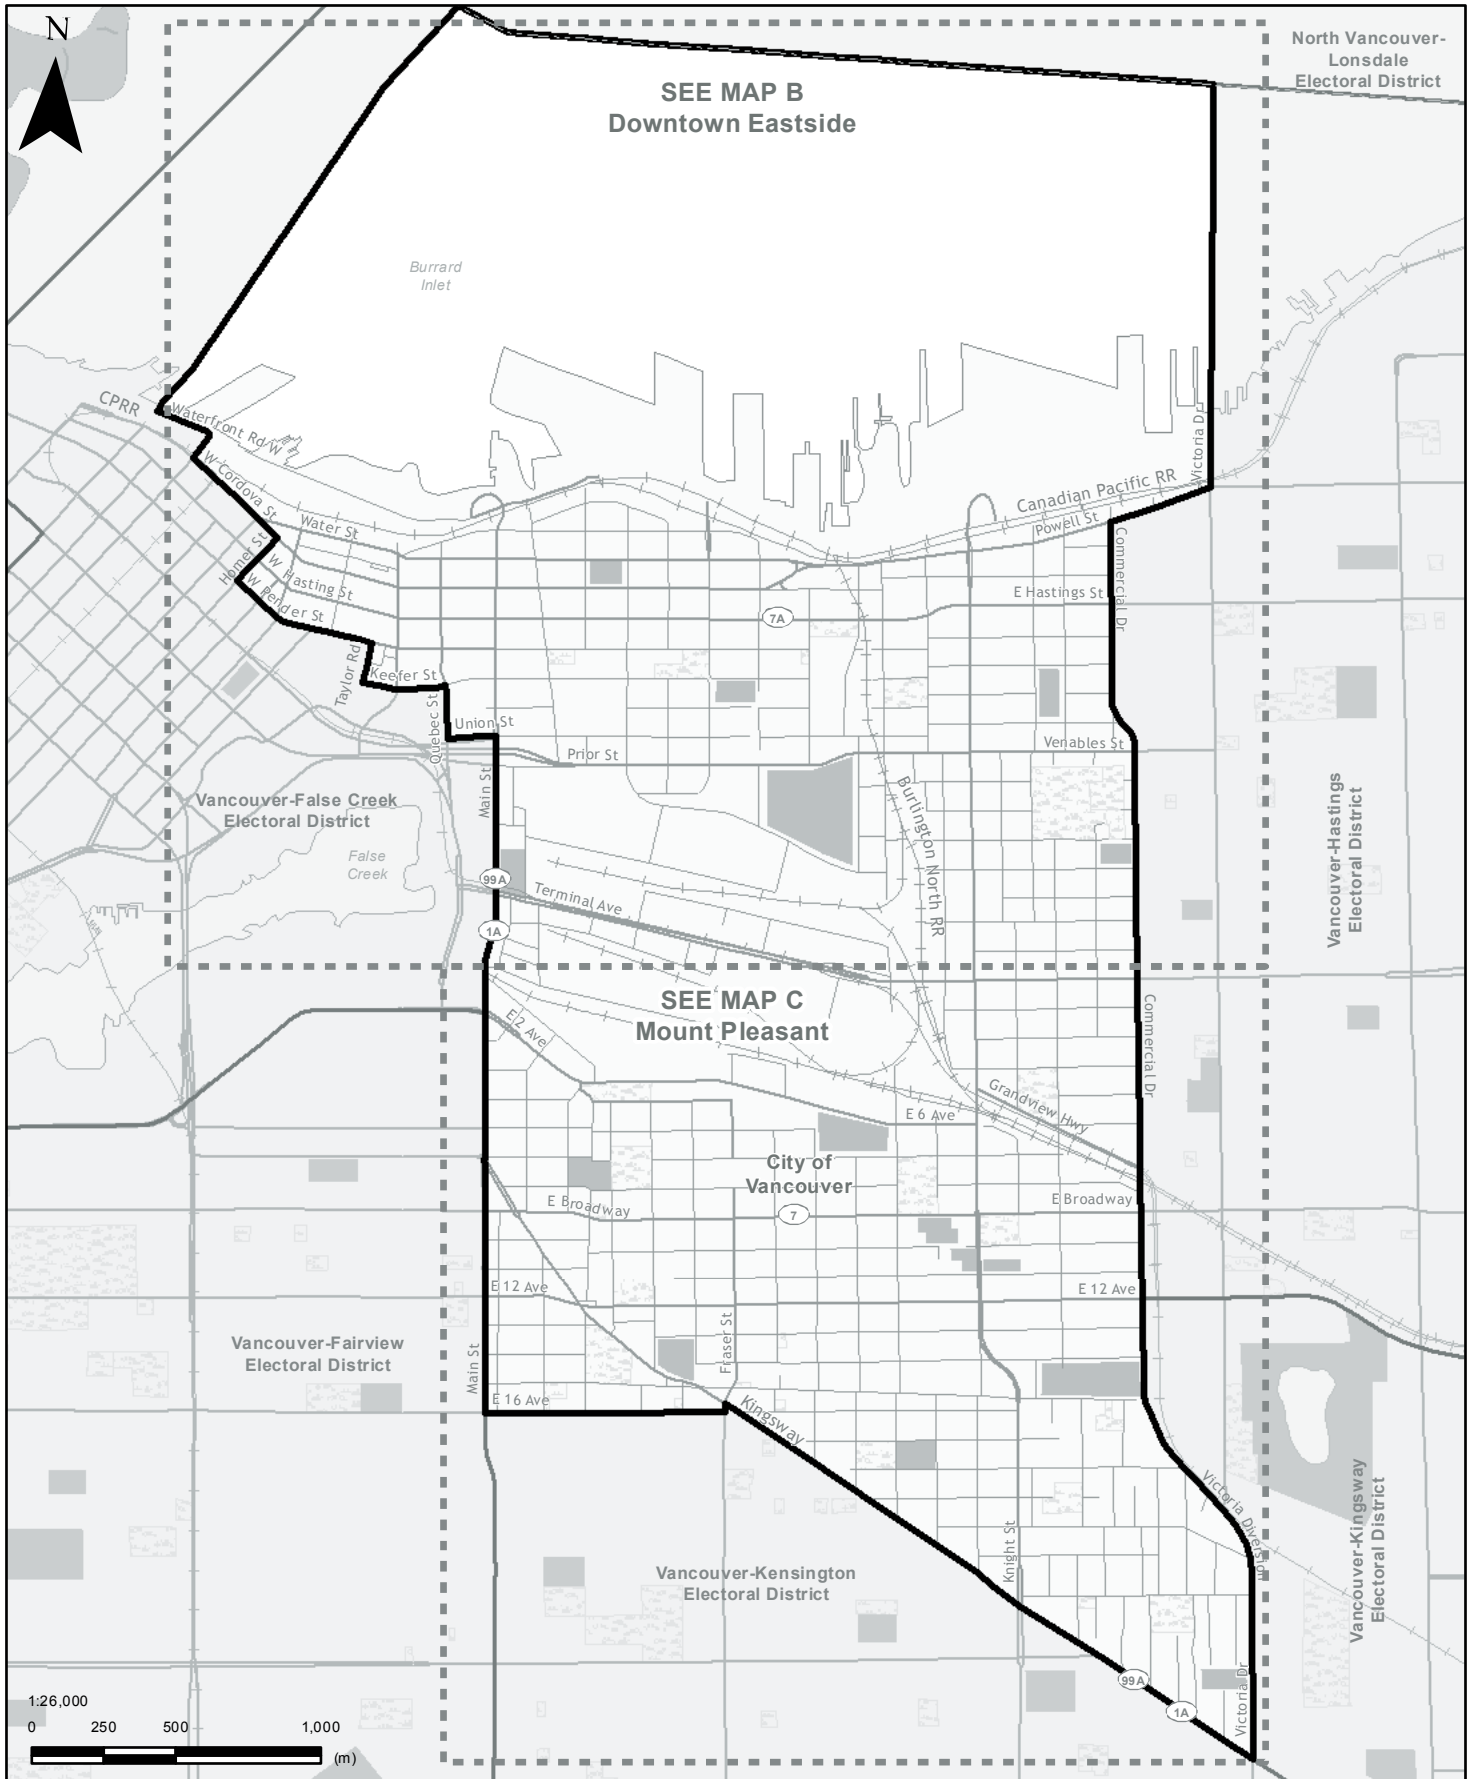 N
North Vancouver-
Lonsdale
Electoral District
SEE MAP B
Downtown Eastside
Burrard
Inlet
CPRR
Waterfront Rd W
W Cordova St
Water St
Homer St
W Hasting St
W Pender St
Taylor Rd
Keefer St
Quebec St
Union St
Prior St
Main St
Victoria Dr
Canadian Pacific RR
Powell St
Commercial Dr
E Hastings St
7A
Venables St
Burlington North RR
Vancouver-False Creek
Electoral District
False
Creek
99A
Terminal Ave
1A
Vancouver-Hastings
Electoral District
SEE MAP C
Mount Pleasant
E 2 Ave
Commercial Dr
Grandview Hwy
E 6 Ave
City of
Vancouver
E Broadway
7
E Broadway
E 12 Ave
E 12 Ave
Vancouver-Fairview
Electoral District
Main St
Fraser St
E 16 Ave
Kingsway
Victoria Diversion
Vancouver-Kingsway
Electoral District
Knight St
Vancouver-Kensington
Electoral District
99A
1A
Victoria Dr
1:26,000
0 250 500 1,000
(m)